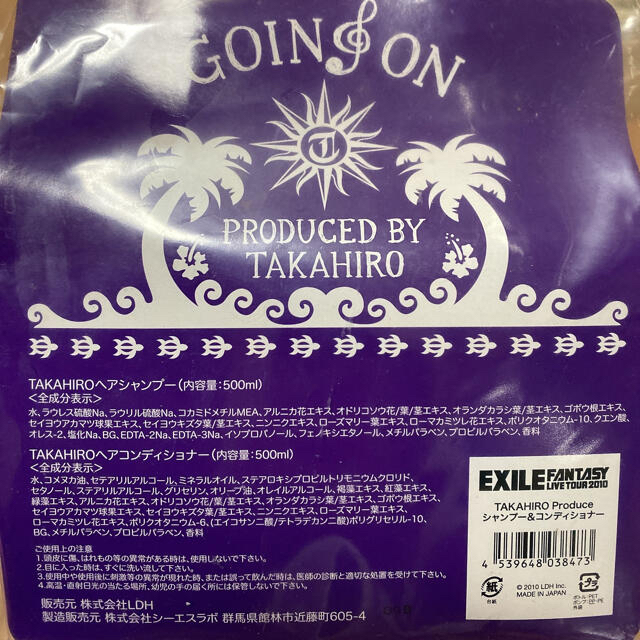 GOING ON
T
PRODUCED BY
TAKAHIRO
TAKAHIROヘアシャンプー（内容量：500ml）
＜全成分表示＞
水、ラウレス硫酸Na、ラウリル硫酸Na、コカミドメチルMEA、アルニカ花エキス、オドリコソウ花/葉/茎エキス、オランダカラシ葉/茎エキス、ゴボウ根エキス、
セイヨウアカマツ球果エキス、セイヨウキズタ葉/茎エキス、ニンニクエキス、ローズマリー葉エキス、ローマカミツレ花エキス、ポリクオタニウム-10、クエン酸、
オレス-2、塩化Na、BG、EDTA-2Na、EDTA-3Na、イソプロパノール、フェノキシエタノール、メチルパラベン、プロピルパラベン、香料
TAKAHIROヘアコンディショナー（内容量：500ml）
＜全成分表示＞
水、コメヌカ油、セテアリルアルコール、ミネラルオイル、ステアロキシプロピルトリモニウムクロリド、
セタノール、ステアリルアルコール、グリセリン、オリーブ油、オレイルアルコール、褐藻エキス、紅藻エキス、
緑藻エキス、アルニカ花エキス、オドリコソウ花/葉/茎エキス、オランダカラシ葉/茎エキス、ゴボウ根エキス、
セイヨウアカマツ球果エキス、セイヨウキズタ葉/茎エキス、ニンニクエキス、ローズマリー葉エキス、
ローマカミツレ花エキス、ポリクオタニウム-6、（エイコサン二酸/テトラデカン二酸）ポリグリセリル-10、
BG、メチルパラベン、プロピルパラベン、香料
ご使用上の注意
1.頭皮に傷、はれもの等の異常がある時は、使用しないで下さい。
2.目に入った時は、すぐに洗い流して下さい。
3.使用中や使用後に刺激等の異常が現れた時、または誤って飲んだ時は、医師の診断と適切な処置を受けて下さい。
4.高温・直射日光の当たる場所、幼児の手の届く所には保管しないで下さい。
販売元 株式会社LDH
製造販売元 株式会社シーエスラボ 群馬県館林市近藤町605-4
EXILE FANTASY
LIVE TOUR 2010
TAKAHIRO Produce
シャンプー&コンディショナー
4 539648 038473
紙
台紙
© 2010 LDH Inc.
MADE IN JAPAN
プラ
ボトル：PET
ポンプ：PP・PE
外袋